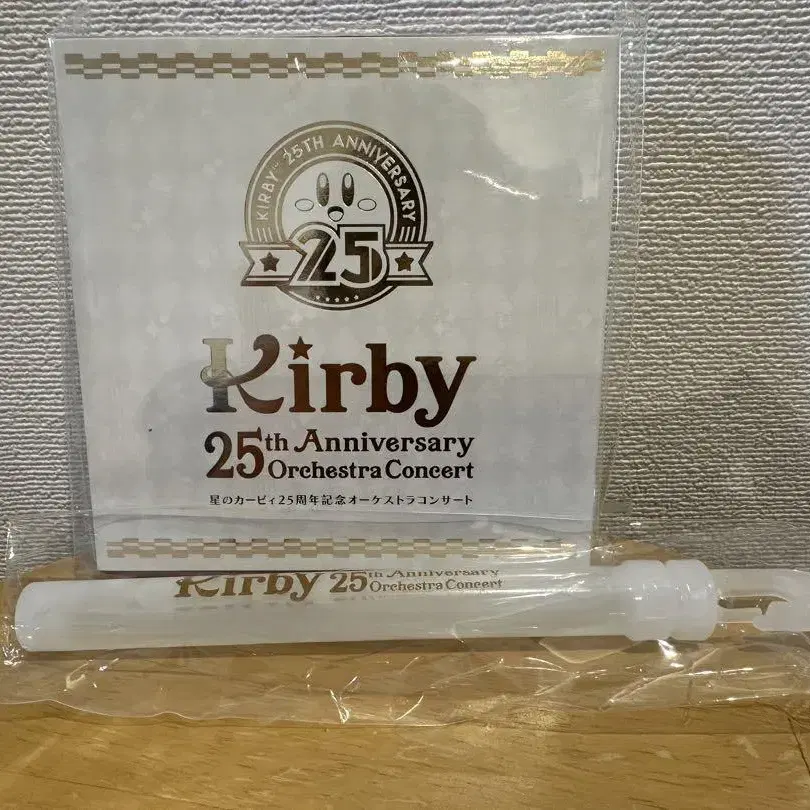 KIRBY™ 25TH ANNIVERSARY
25
Kirby
25th Anniversary
Orchestra Concert
星のカービィ25周年記念オーケストラコンサート
Kirby 25th Anniversary
Orchestra Concert